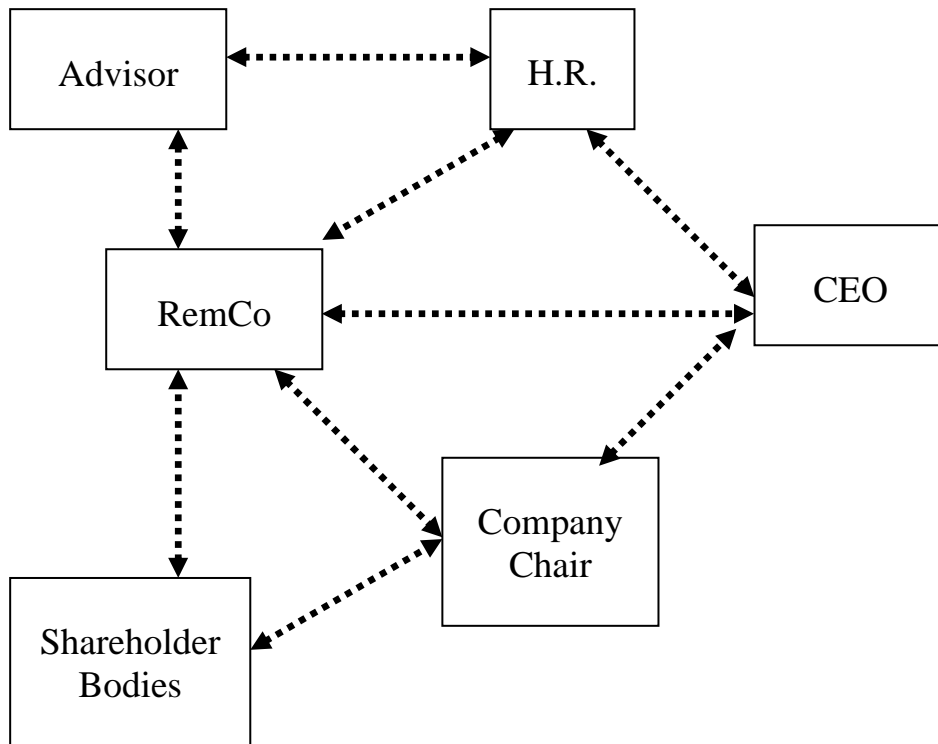 Advisor
H.R.
RemCo
CEO
Company
Chair
Shareholder
Bodies